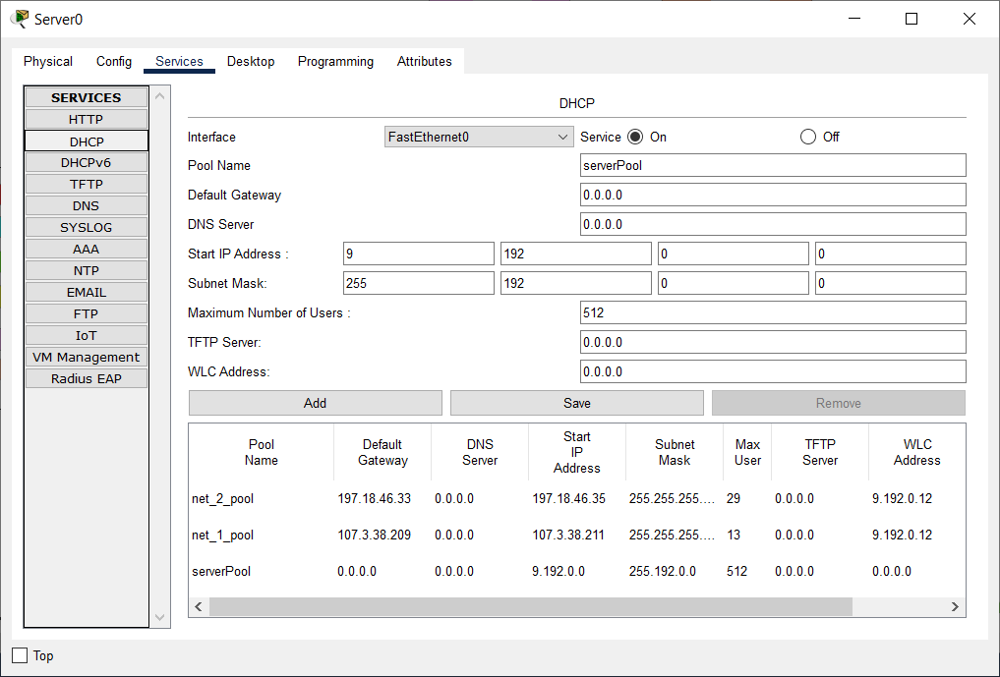 Server0
Physical Config Services Desktop Programming Attributes
SERVICES
HTTP
DHCP
DHCPv6
TFTP
DNS
SYSLOG
AAA
NTP
EMAIL
FTP
IoT
VM Management
Radius EAP
DHCP
Interface FastEthernet0 Service On Off
Pool Name serverPool
Default Gateway 0.0.0.0
DNS Server 0.0.0.0
Start IP Address : 9 192 0 0
Subnet Mask: 255 192 0 0
Maximum Number of Users : 512
TFTP Server: 0.0.0.0
WLC Address: 0.0.0.0
Add Save Remove
Pool Name Default Gateway DNS Server Start IP Address Subnet Mask Max User TFTP Server WLC Address
net_2_pool 197.18.46.33 0.0.0.0 197.18.46.35 255.255.255.... 29 0.0.0.0 9.192.0.12
net_1_pool 107.3.38.209 0.0.0.0 107.3.38.211 255.255.255.... 13 0.0.0.0 9.192.0.12
serverPool 0.0.0.0 0.0.0.0 9.192.0.0 255.192.0.0 512 0.0.0.0 0.0.0.0
Top